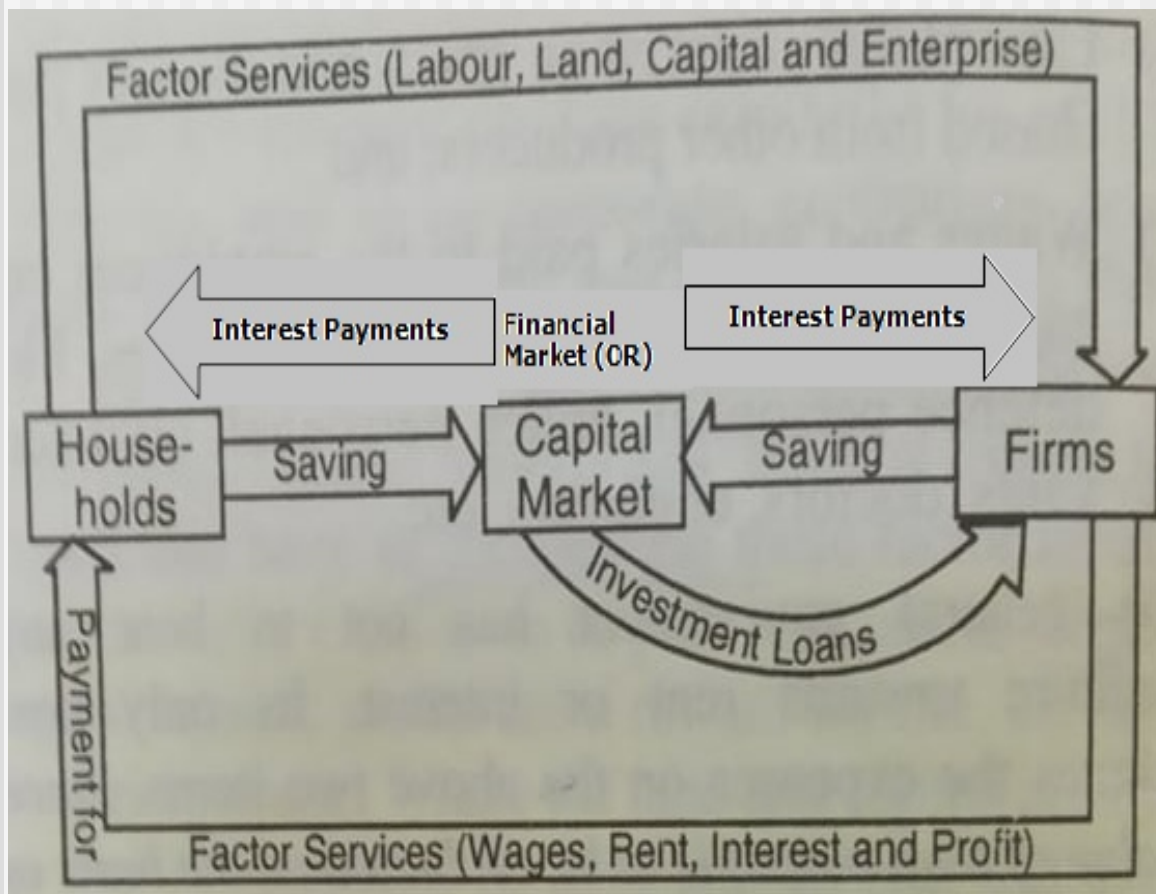 Factor Services (Labour, Land, Capital and Enterprise)
Interest Payments
Financial
Market (OR)
Interest Payments
House-
holds
Saving
Capital
Market
Saving
Firms
Investment Loans
Payment for
Factor Services (Wages, Rent, Interest and Profit)